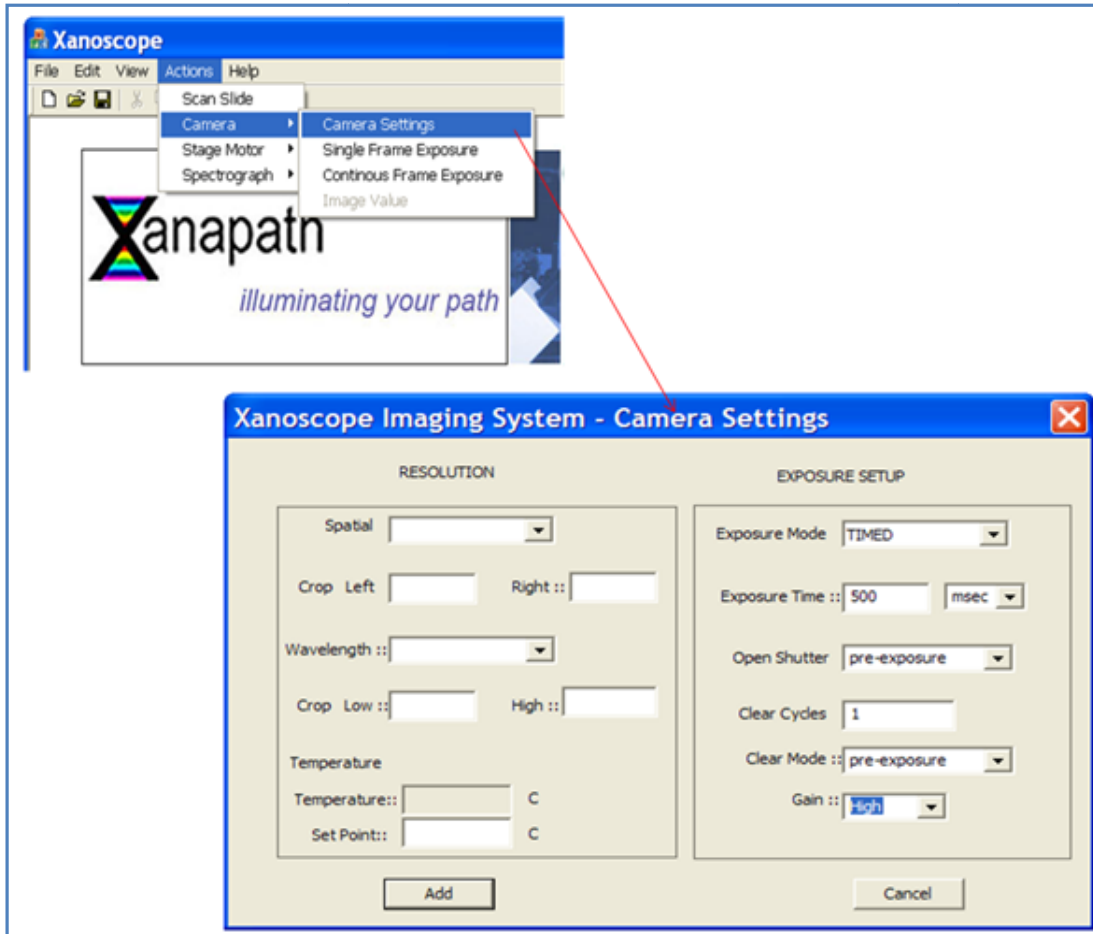 Xanoscope
File Edit View Actions Help
Scan Slide
Camera
Stage Motor
Spectrograph
Camera Settings
Single Frame Exposure
Continous Frame Exposure
Image Value
Xanapath
illuminating your path
Xanoscope Imaging System - Camera Settings
RESOLUTION
Spatial
Crop Left Right ::
Wavelength ::
Crop Low :: High ::
Temperature
Temperature:: C
Set Point:: C
Add
EXPOSURE SETUP
Exposure Mode TIMED
Exposure Time :: 500 msec
Open Shutter pre-exposure
Clear Cycles 1
Clear Mode :: pre-exposure
Gain :: High
Cancel